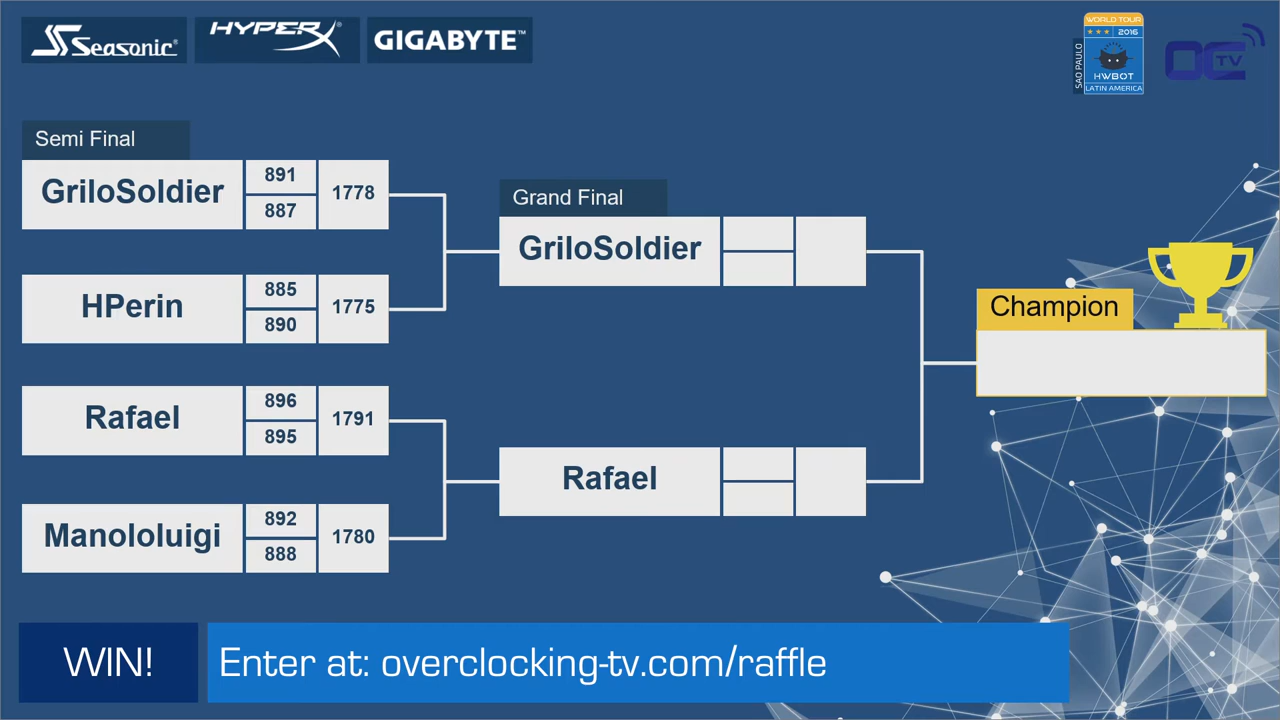 SEASONIC®
HYPERX®
GIGABYTE™
WORLD TOUR
2016
SAO PAULO
HWBOT
LATIN AMERICA
OC TV
Semi Final
GriloSoldier
891
887
1778
HPerin
885
890
1775
Rafael
896
895
1791
Manololuigi
892
888
1780
Grand Final
GriloSoldier
Rafael
Champion
WIN!
Enter at: overclocking-tv.com/raffle